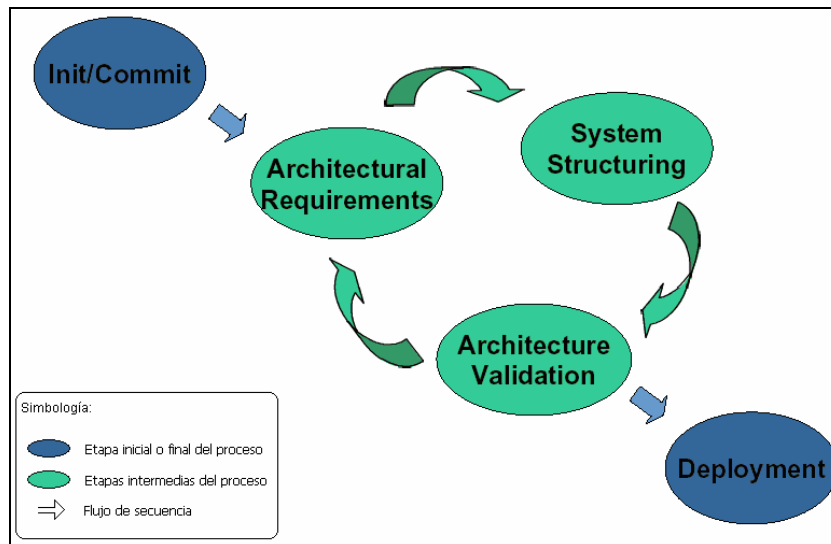 Init/Commit
Architectural
Requirements
System
Structuring
Architecture
Validation
Deployment
Simbología:
Etapa inicial o final del proceso
Etapas intermedias del proceso
Flujo de secuencia